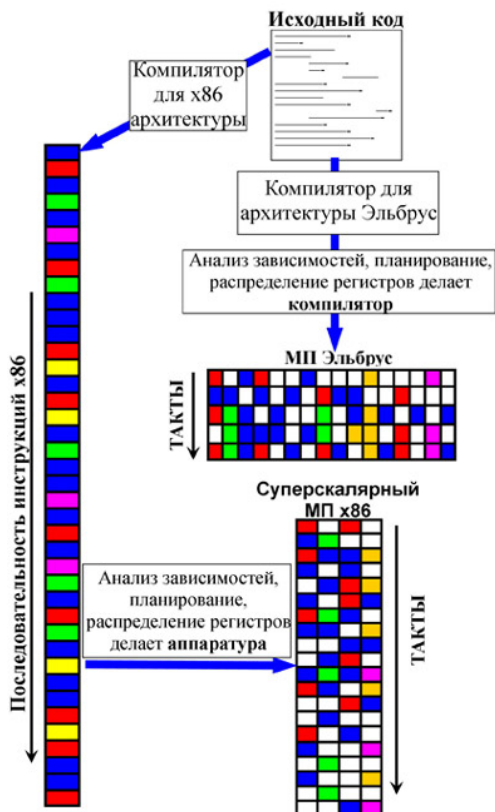 Исходный код
Компилятор
для x86
архитектуры
Компилятор для
архитектуры Эльбрус
Анализ зависимостей, планирование,
распределение регистров делает
компилятор
МП Эльбрус
ТАКТЫ
Последовательность инструкций x86
Суперскалярный
МП x86
Анализ зависимостей,
планирование,
распределение регистров
делает аппаратура
ТАКТЫ